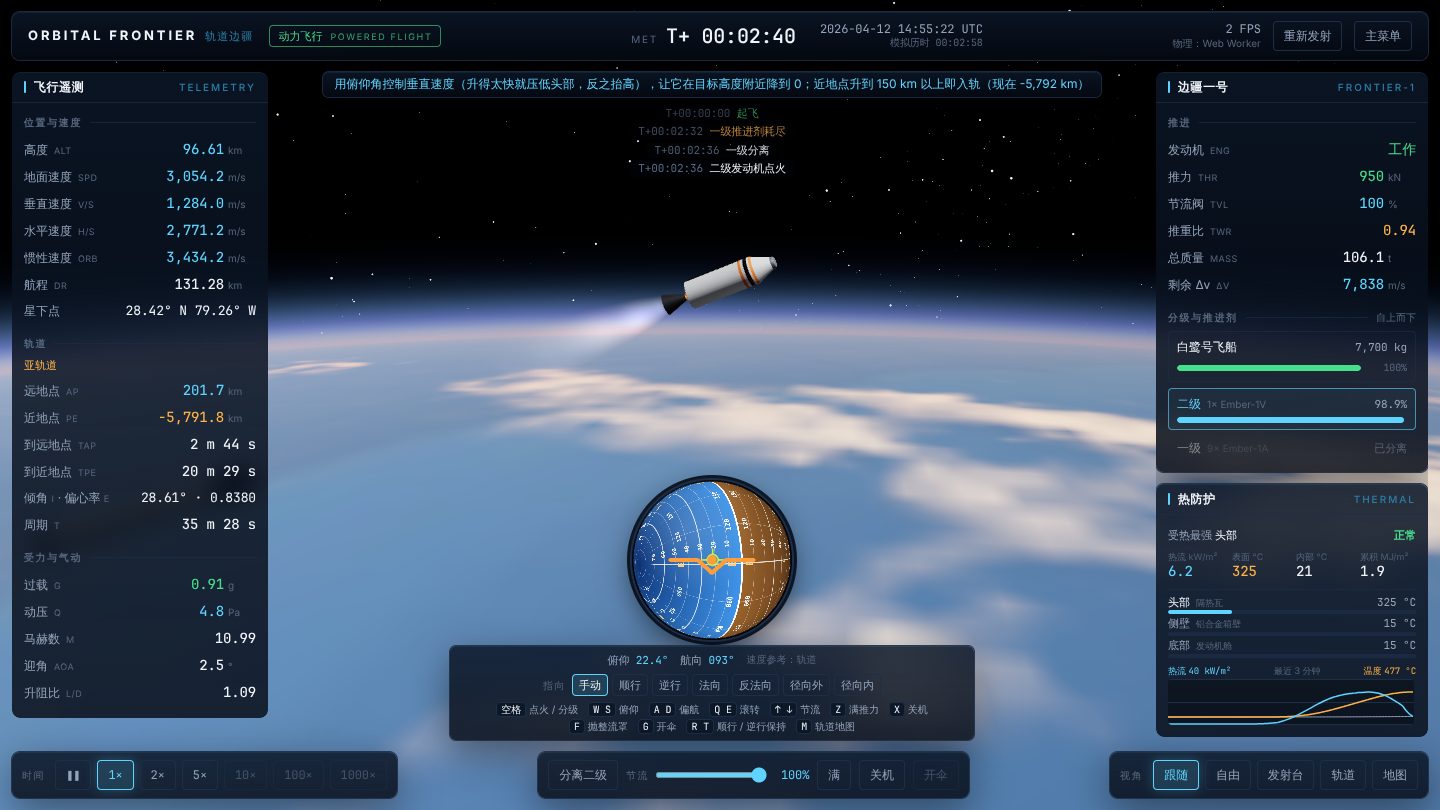 ORBITAL FRONTIER 轨道边疆 动力飞行 POWERED FLIGHT
MET T+ 00:02:40
2026-04-12 14:55:22 UTC
模拟历时 00:02:58
2 FPS
物理：Web Worker
重新发射 主菜单
用俯仰角控制垂直速度（升得太快就压低头部，反之抬高），让它在目标高度附近降到 0；近地点升到 150 km 以上即入轨（现在 -5,792 km）
T+00:00:00 起飞
T+00:02:32 一级推进剂耗尽
T+00:02:36 一级分离
T+00:02:36 二级发动机点火
飞行遥测 TELEMETRY
位置与速度
高度 ALT 96.61 km
地面速度 SPD 3,054.2 m/s
垂直速度 V/S 1,284.0 m/s
水平速度 H/S 2,771.2 m/s
惯性速度 ORB 3,434.2 m/s
航程 DR 131.28 km
星下点 28.42° N 79.26° W
轨道
亚轨道
远地点 AP 201.7 km
近地点 PE -5,791.8 km
到远地点 TAP 2 m 44 s
到近地点 TPE 20 m 29 s
倾角 I · 偏心率 E 28.61° · 0.8380
周期 T 35 m 28 s
受力与气动
过载 G 0.91 g
动压 Q 4.8 Pa
马赫数 M 10.99
迎角 AOA 2.5 °
升阻比 L/D 1.09
边疆一号 FRONTIER-1
推进
发动机 ENG 工作
推力 THR 950 kN
节流阀 TVL 100 %
推重比 TWR 0.94
总质量 MASS 106.1 t
剩余 Δv ΔV 7,838 m/s
分级与推进剂 自上而下
白鹭号飞船 7,700 kg
100%
二级 1× Ember-1V 98.9%
一级 9× Ember-1A 已分离
热防护 THERMAL
受热最强 头部 正常
热流 kW/m² 表面 °C 内部 °C 累积 MJ/m²
6.2 325 21 1.9
头部 隔热瓦 325 °C
侧壁 铝合金箱壁 15 °C
底部 发动机舱 15 °C
热流 40 kW/m² 最近 3 分钟 温度 477 °C
俯仰 22.4° 航向 093° 速度参考：轨道
指向 手动 顺行 逆行 法向 反法向 径向外 径向内
空格 点火 / 分级 W S 俯仰 A D 偏航 Q E 滚转 ↑ ↓ 节流 Z 满推力 X 关机
F 抛整流罩 G 开伞 R T 顺行 / 逆行保持 M 轨道地图
时间 1× 2× 5× 10× 100× 1000×
分离二级 节流 100% 满 关机 开伞
视角 跟随 自由 发射台 轨道 地图